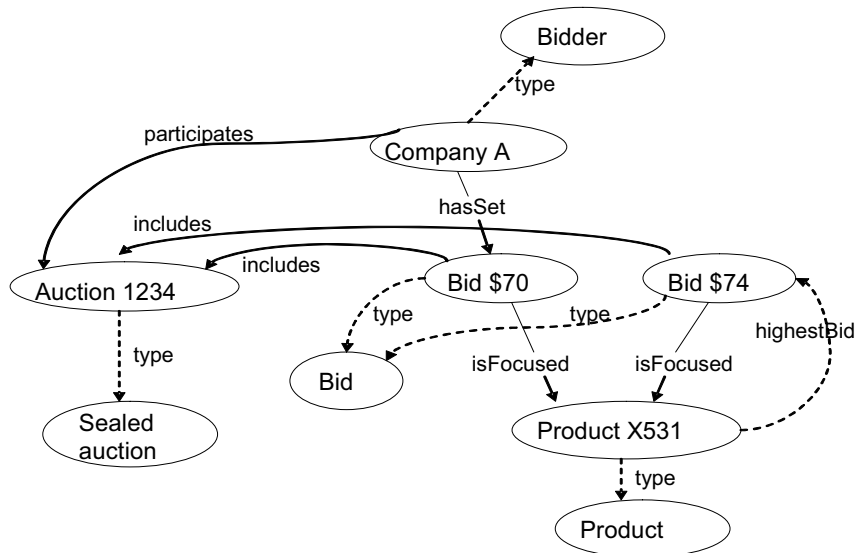 Bidder
type
participates
Company A
hasSet
includes
includes
Bid $70
Bid $74
Auction 1234
type
type
highestBid
type
isFocused
isFocused
Bid
Sealed
auction
Product X531
type
Product